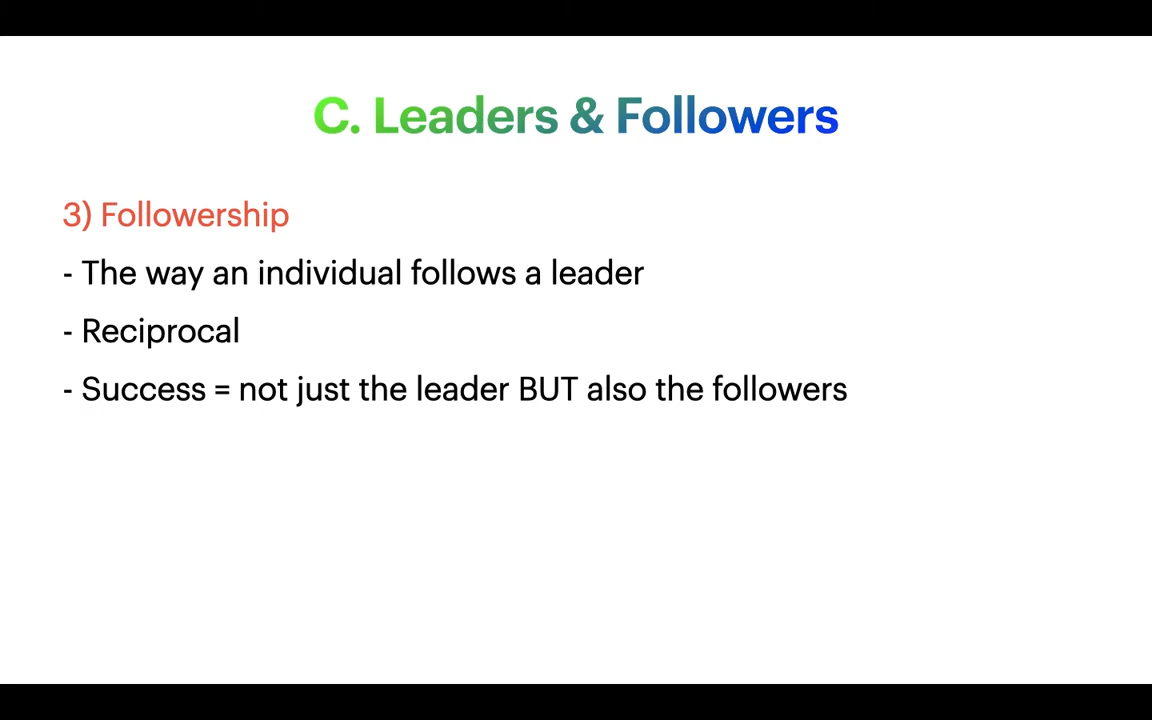 C. Leaders & Followers
3) Followership
- The way an individual follows a leader
- Reciprocal
- Success = not just the leader BUT also the followers